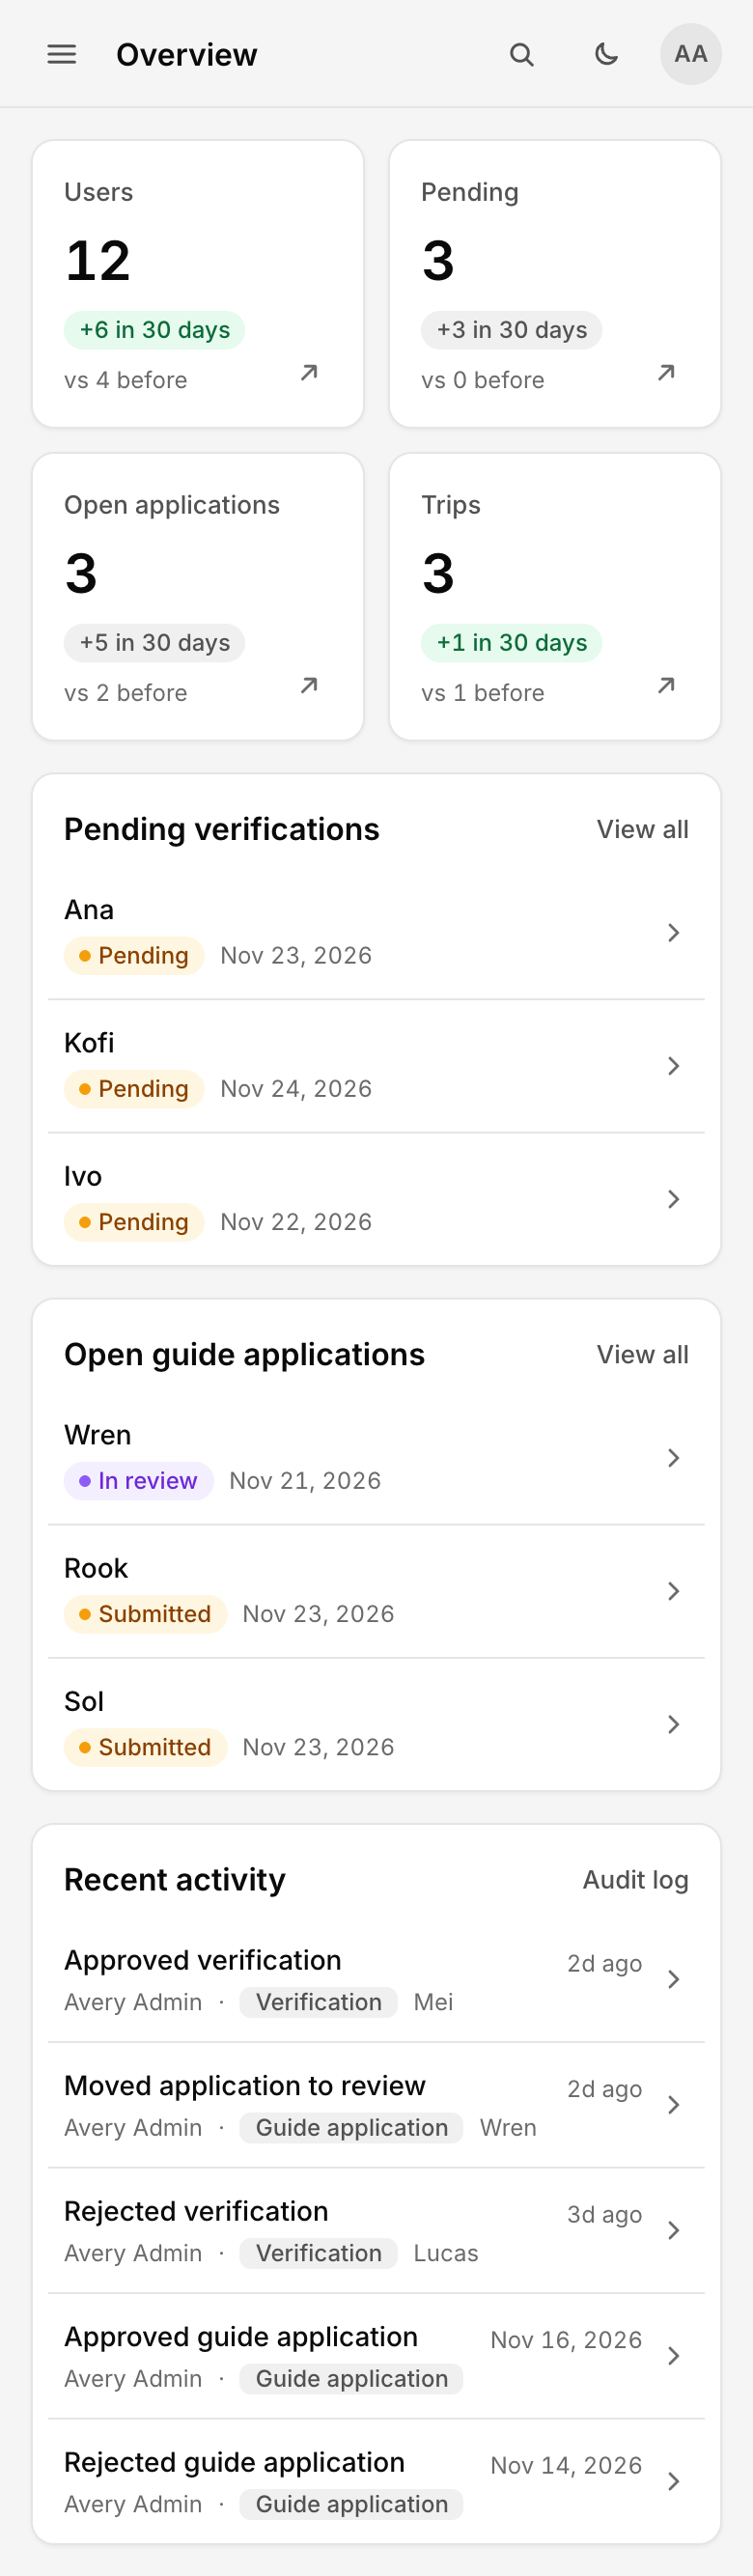 Overview
AA
Users
12
+6 in 30 days
vs 4 before
Pending
3
+3 in 30 days
vs 0 before
Open applications
3
+5 in 30 days
vs 2 before
Trips
3
+1 in 30 days
vs 1 before
Pending verifications View all
Ana
Pending Nov 23, 2026
Kofi
Pending Nov 24, 2026
Ivo
Pending Nov 22, 2026
Open guide applications View all
Wren
In review Nov 21, 2026
Rook
Submitted Nov 23, 2026
Sol
Submitted Nov 23, 2026
Recent activity Audit log
Approved verification 2d ago
Avery Admin · Verification Mei
Moved application to review 2d ago
Avery Admin · Guide application Wren
Rejected verification 3d ago
Avery Admin · Verification Lucas
Approved guide application Nov 16, 2026
Avery Admin · Guide application
Rejected guide application Nov 14, 2026
Avery Admin · Guide application